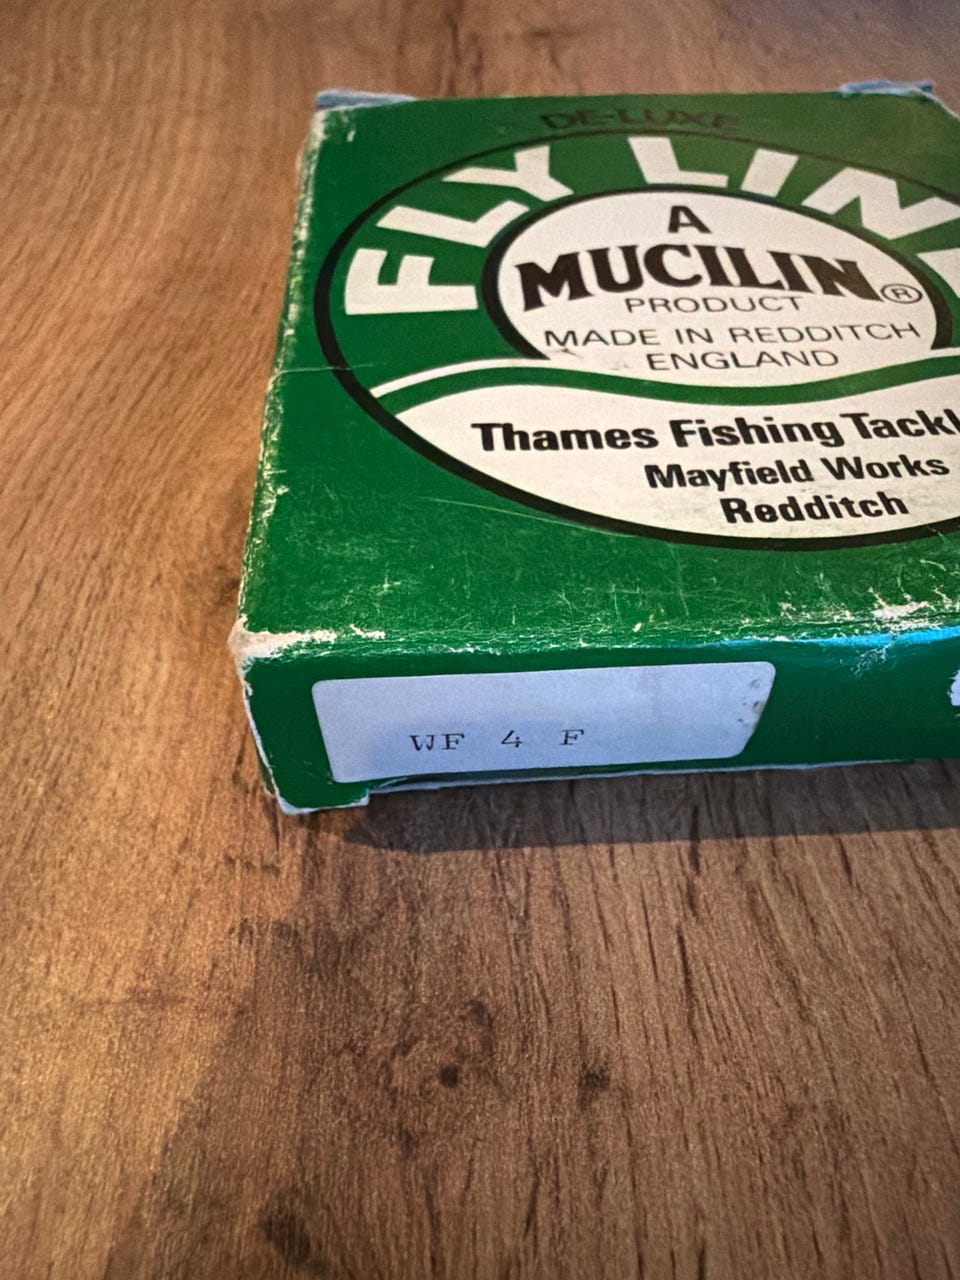 DE-LUXE
FLY LIN
A
MUCILIN®
PRODUCT
MADE IN REDDITCH
ENGLAND
Thames Fishing Tackl
Mayfield Works
Redditch
WF 4 F